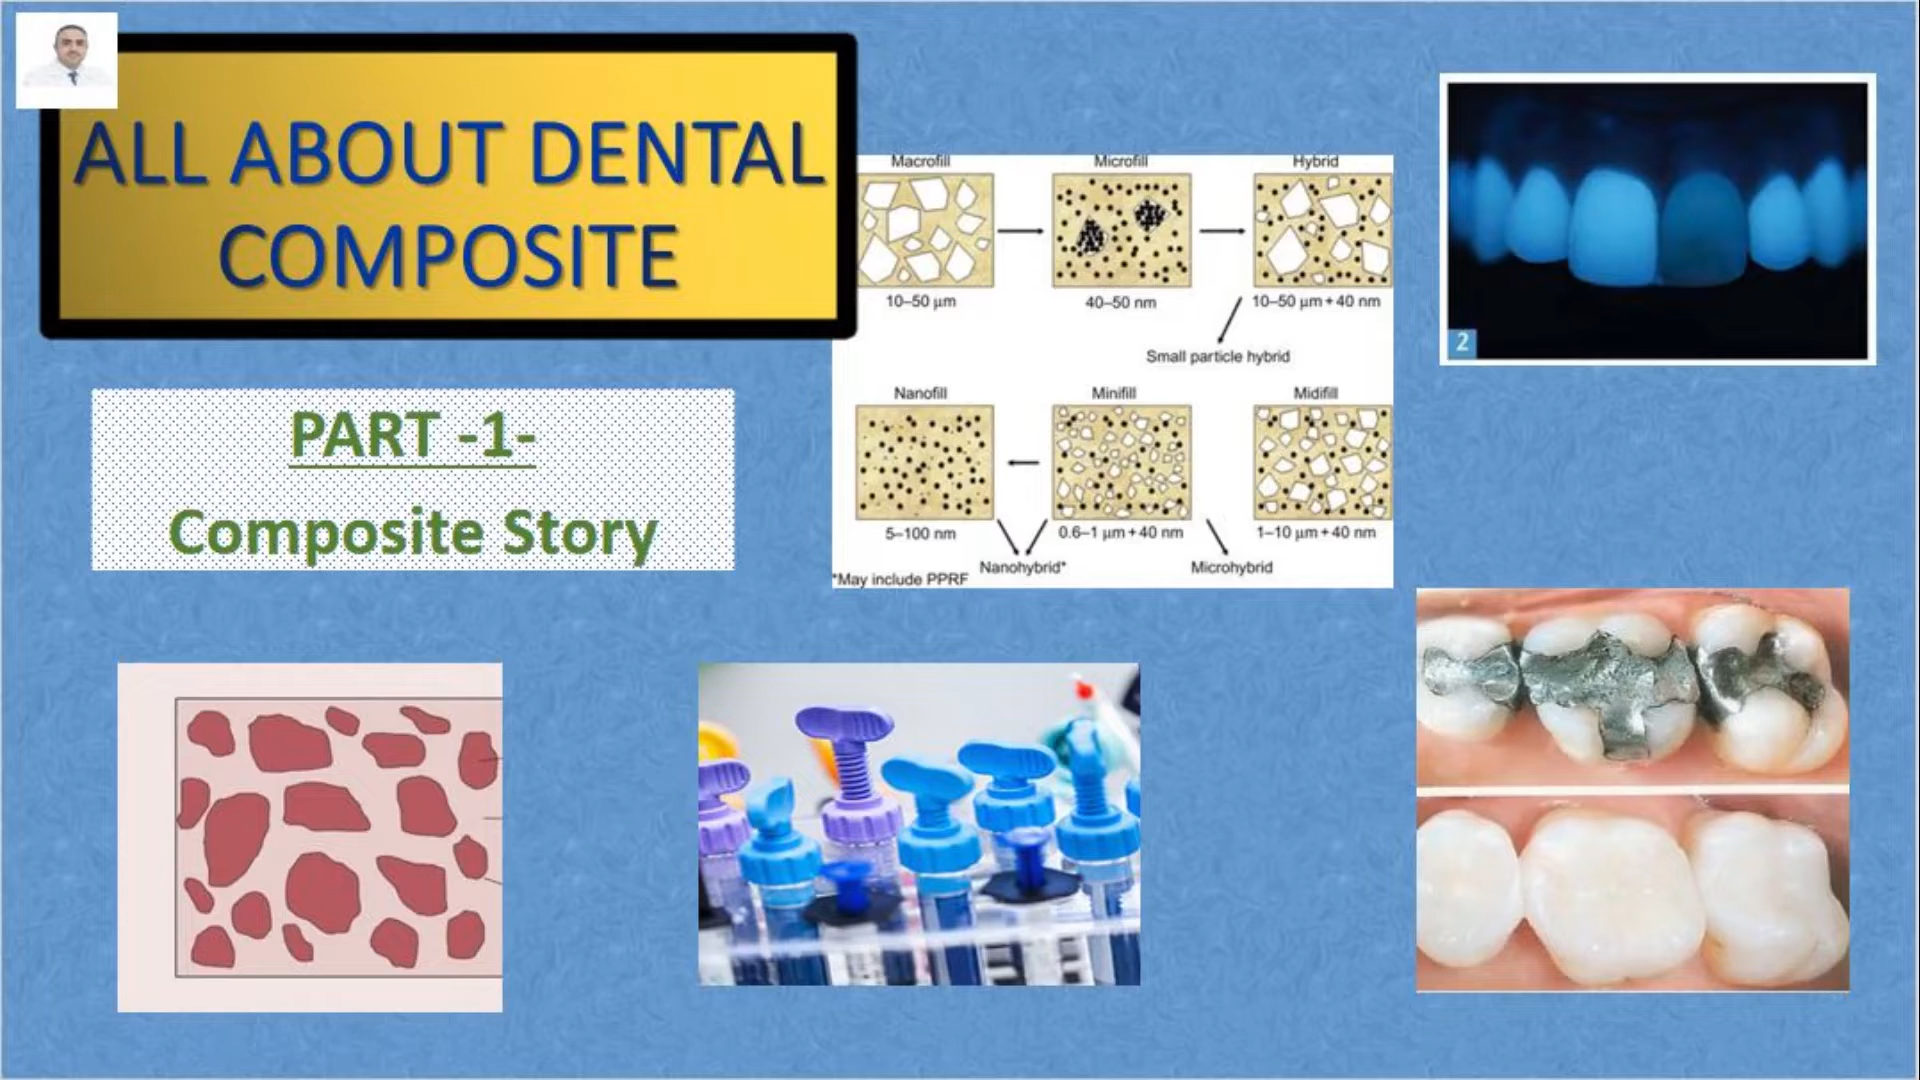 ALL ABOUT DENTAL
COMPOSITE
PART -1-
Composite Story
Macrofill
Microfill
Hybrid
10–50 µm
40–50 nm
10–50 µm + 40 nm
Small particle hybrid
Nanofill
Minifill
Midifill
5–100 nm
0.6–1 µm + 40 nm
1–10 µm + 40 nm
Nanohybrid*
Microhybrid
*May include PPRF
2